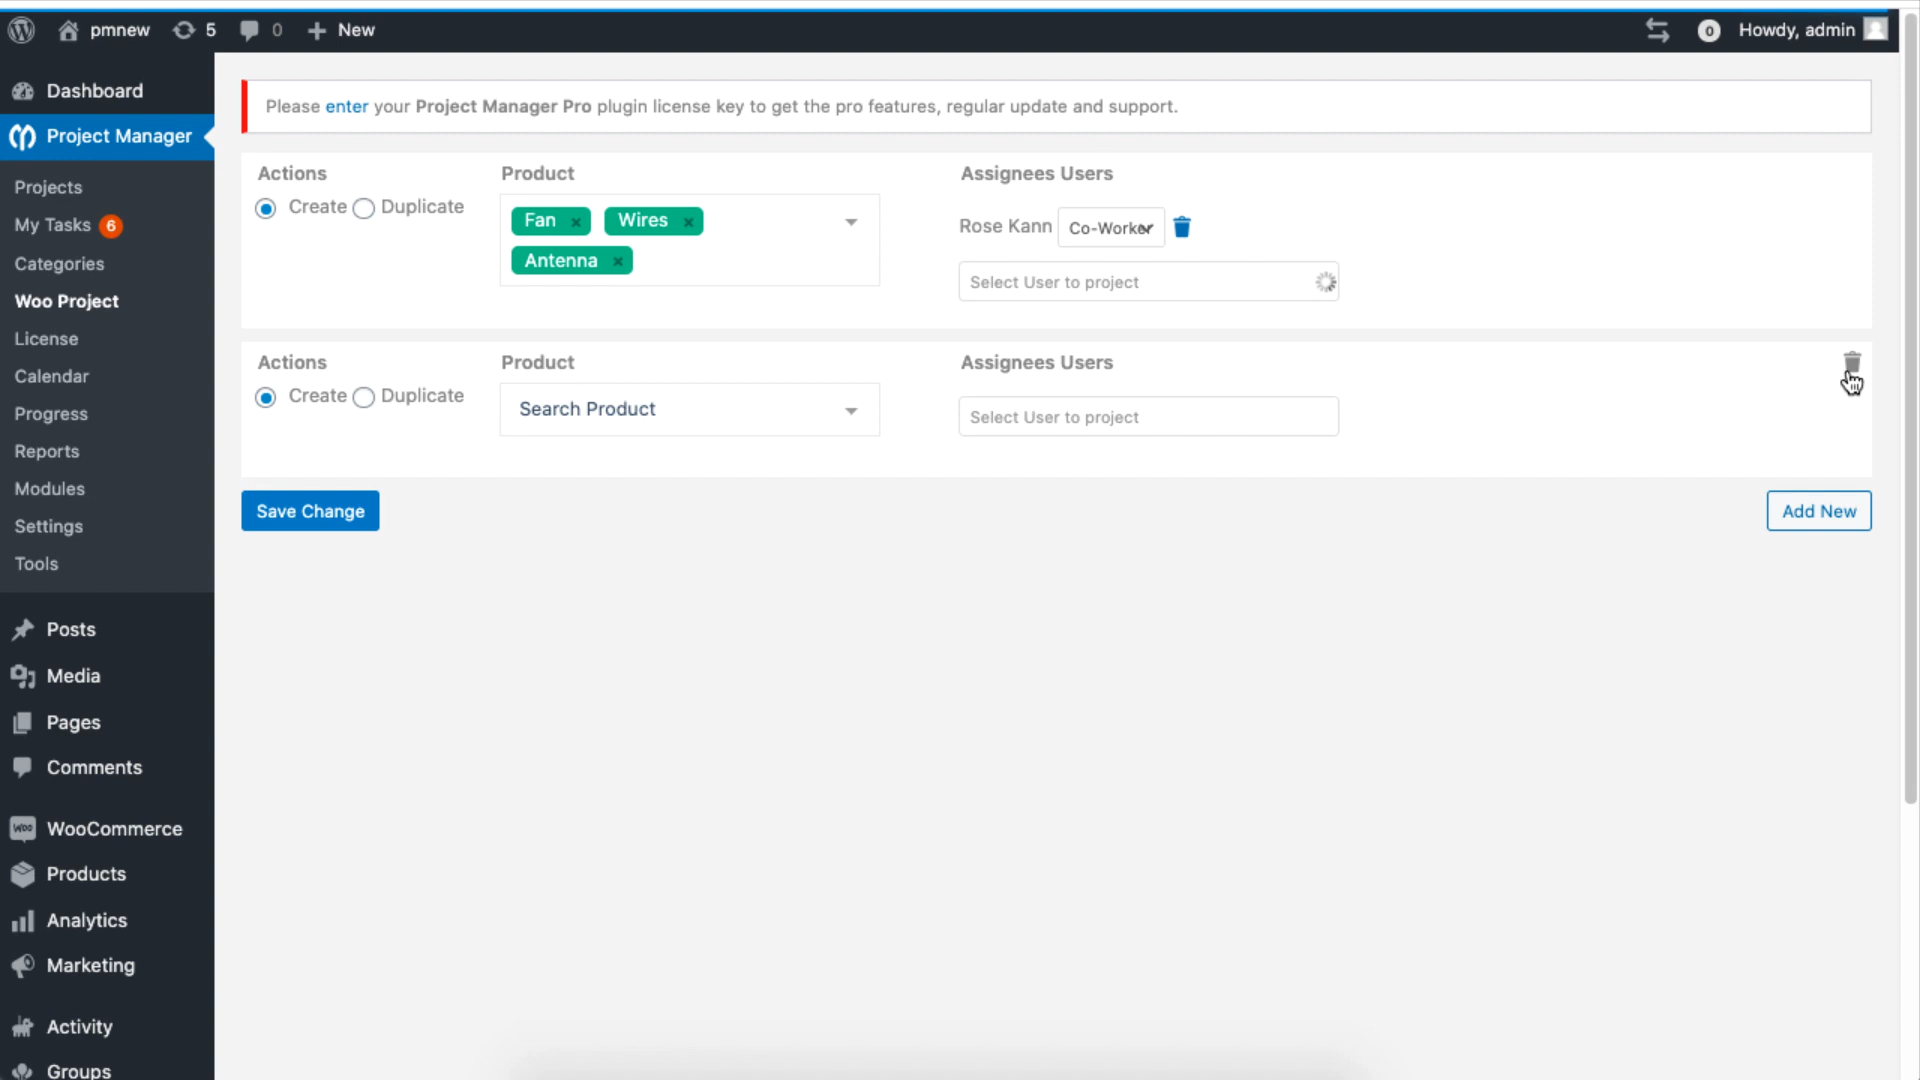 pmnew 5 0 New 0 Howdy, admin
Dashboard
Project Manager
Projects
My Tasks 6
Categories
Woo Project
License
Calendar
Progress
Reports
Modules
Settings
Tools
Posts
Media
Pages
Comments
WOO WooCommerce
Products
Analytics
Marketing
Activity
Groups
Please enter your Project Manager Pro plugin license key to get the pro features, regular update and support.
Actions Product Assignees Users
Create Duplicate
Fan × Wires ×
Antenna ×
Rose Kann Co-Worker
Select User to project
Actions Product Assignees Users
Create Duplicate
Search Product
Select User to project
Save Change Add New